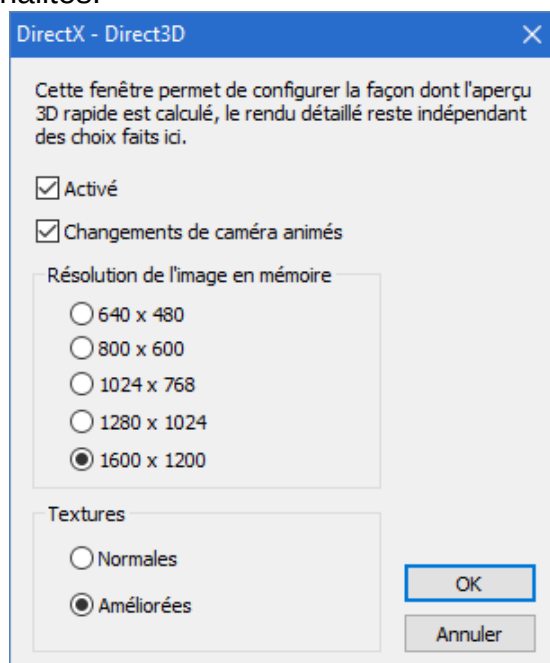 DirectX - Direct3D
Cette fenêtre permet de configurer la façon dont l'aperçu
3D rapide est calculé, le rendu détaillé reste indépendant
des choix faits ici.
Activé
Changements de caméra animés
Résolution de l'image en mémoire
640 x 480
800 x 600
1024 x 768
1280 x 1024
1600 x 1200
Textures
Normales
Améliorées
OK
Annuler